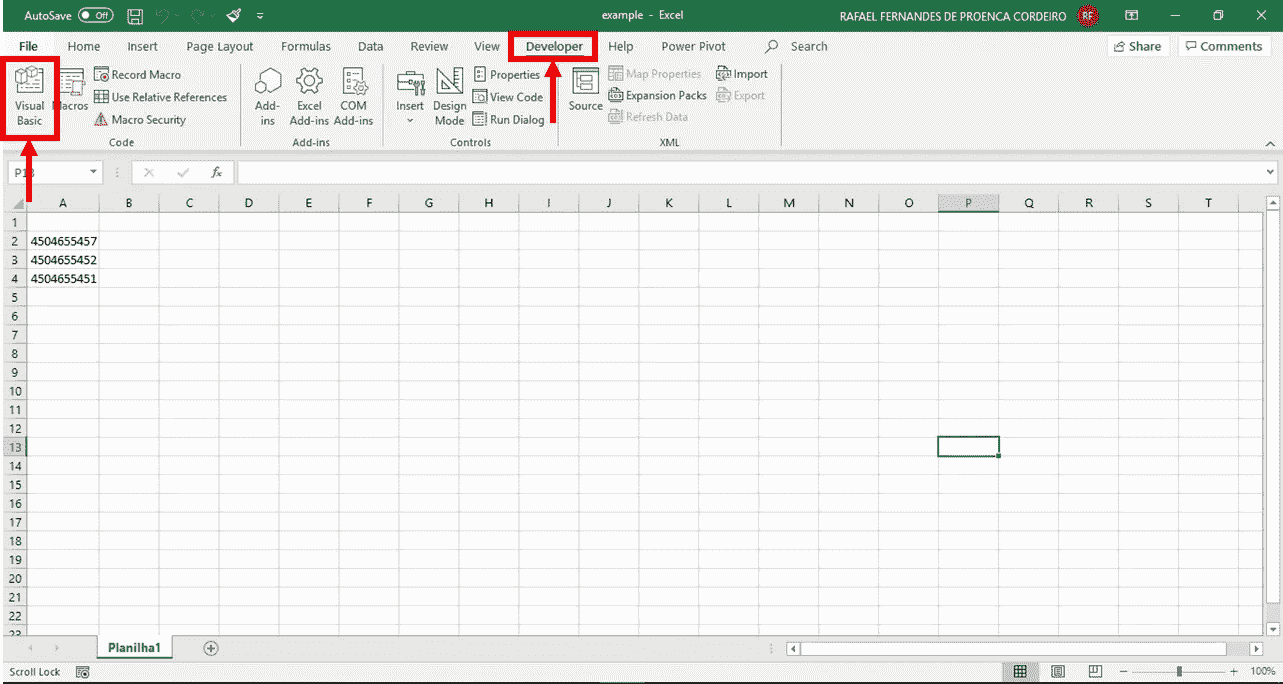 AutoSave Off
example - Excel
RAFAEL FERNANDES DE PROENCA CORDEIRO RF
File Home Insert Page Layout Formulas Data Review View Developer Help Power Pivot Search Share Comments
Visual Basic
Macros
Record Macro
Use Relative References
Macro Security
Code
Add-ins
Excel Add-ins
COM Add-ins
Add-ins
Insert
Design Mode
Properties
View Code
Run Dialog
Controls
Source
Map Properties
Expansion Packs
Refresh Data
Import
Export
XML
P13
fx
A B C D E F G H I J K L M N O P Q R S T
1
2 4504655457
3 4504655452
4 4504655451
5
6
7
8
9
10
11
12
13
14
15
16
17
18
19
20
21
22
23
Planilha1
Scroll Lock
100%